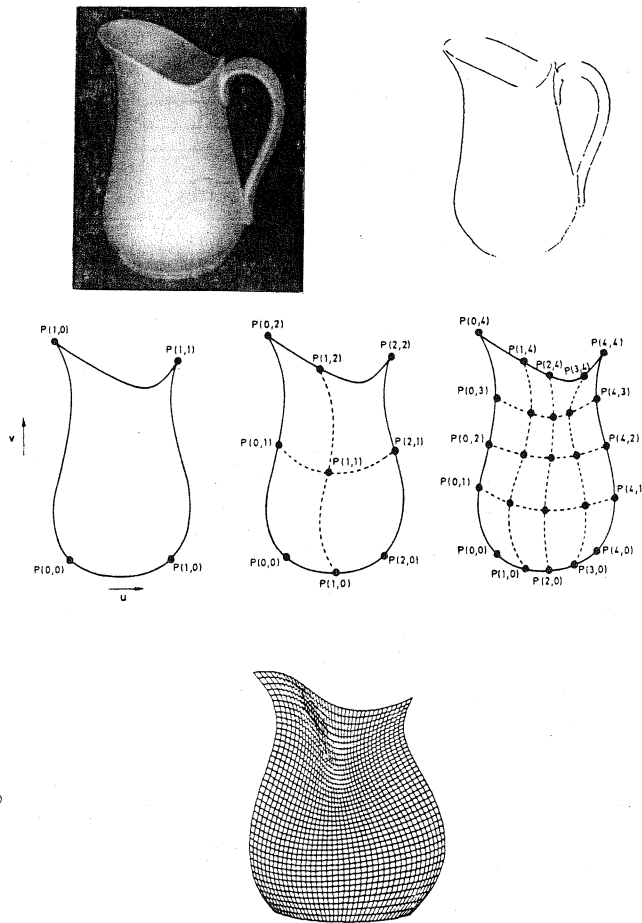 P(1,0)
P(1,1)
v
P(0,0)
P(1,0)
u
P(0,2)
P(1,2)
P(2,2)
P(0,1)
P(2,1)
P(1,1)
P(0,0)
P(2,0)
P(1,0)
P(0,4)
P(1,4)
P(2,4)
P(3,4)
P(4,4)
P(0,3)
P(4,3)
P(0,2)
P(4,2)
P(0,1)
P(4,1
P(0,0)
P(4,0)
P(1,0)
P(3,0)
P(2,0)